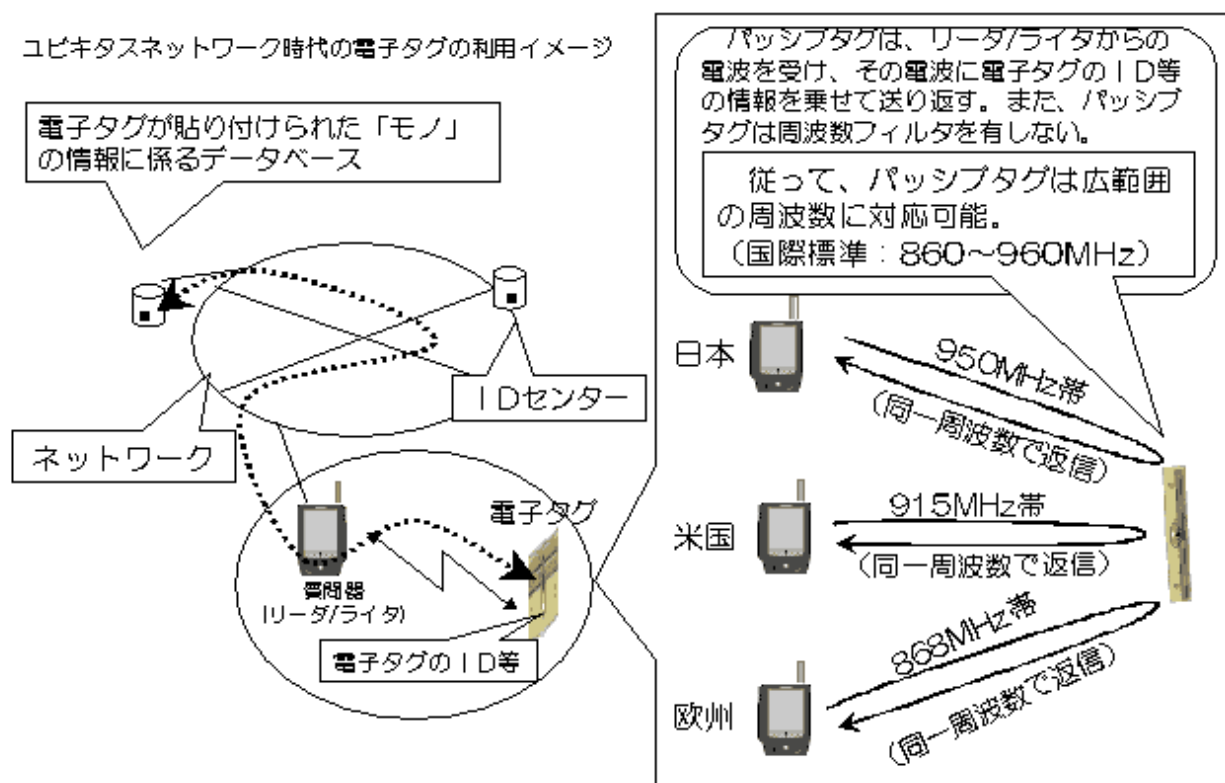 ユビキタスネットワーク時代の電子タグの利用イメージ
電子タグが貼り付けられた「モノ」
の情報に係るデータベース
IDセンター
ネットワーク
電子タグ
質問器
(リーダ/ライタ)
電子タグのID等
パッシブタグは、リーダ/ライタからの
電波を受け、その電波に電子タグのID等
の情報を乗せて送り返す。また、パッシブ
タグは周波数フィルタを有しない。
従って、パッシブタグは広範囲
の周波数に対応可能。
(国際標準:860~960MHz)
日本
950MHz帯
(同一周波数で返信)
米国
915MHz帯
(同一周波数で返信)
欧州
868MHz帯
(同一周波数で返信)